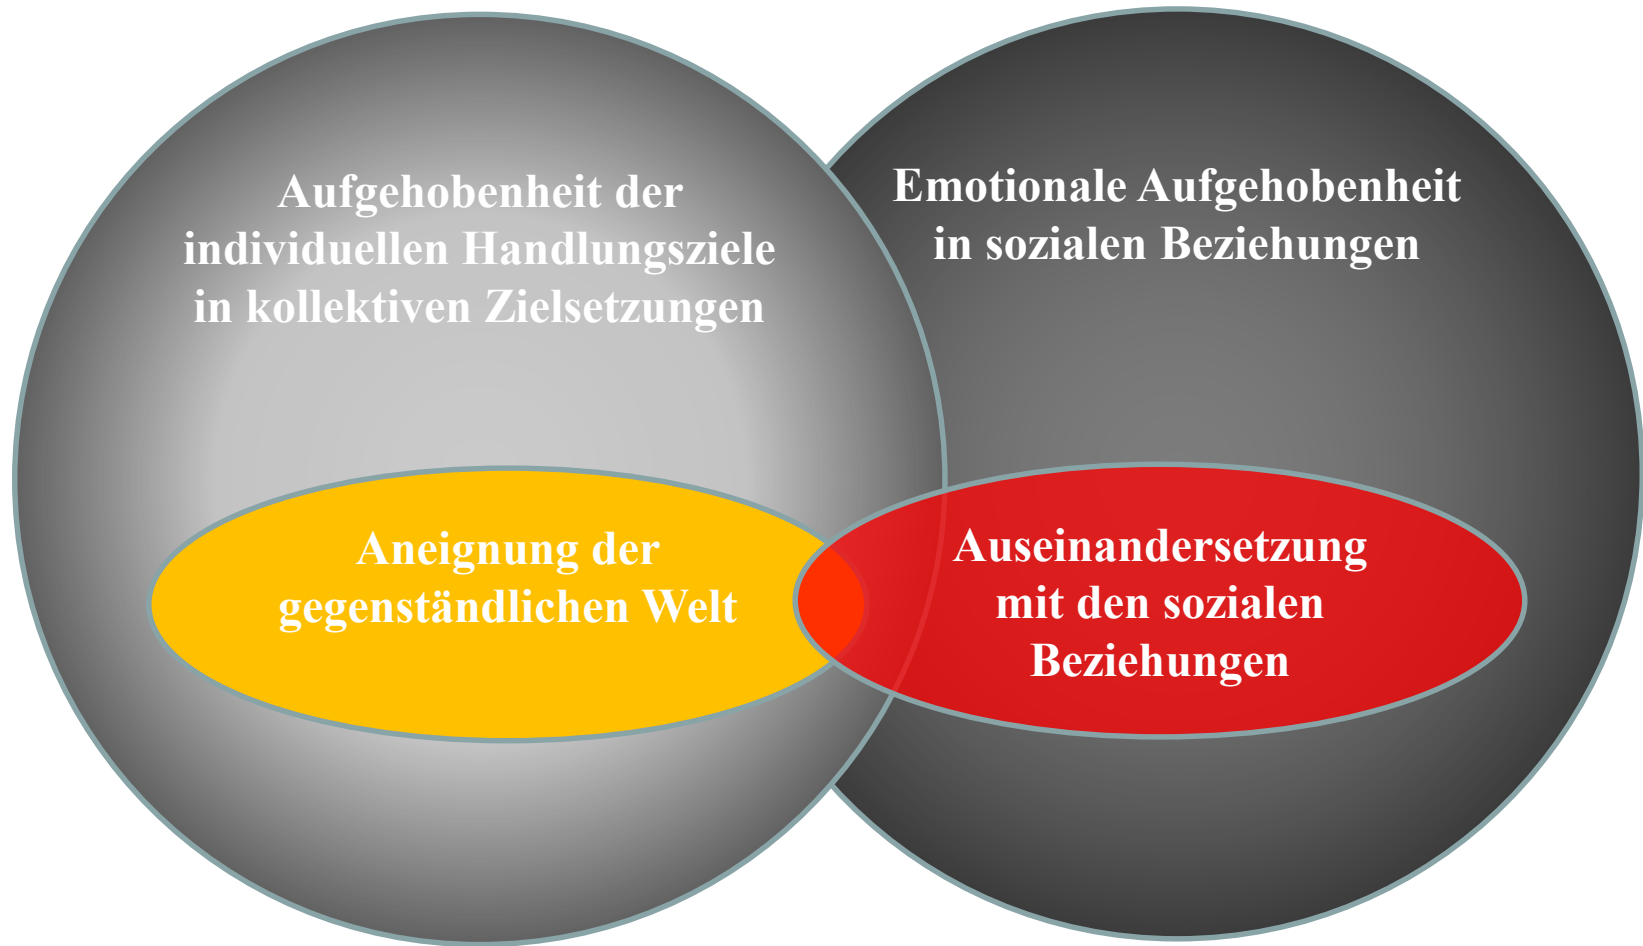 Aufgehobenheit der
individuellen Handlungsziele
in kollektiven Zielsetzungen
Emotionale Aufgehobenheit
in sozialen Beziehungen
Aneignung der
gegenständlichen Welt
Auseinandersetzung
mit den sozialen
Beziehungen